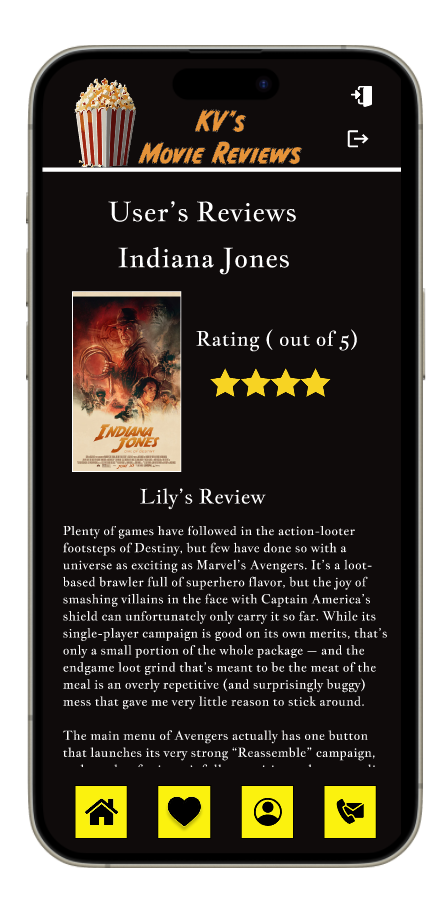 KV's
Movie Reviews
User's Reviews
Indiana Jones
Rating ( out of 5)
INDIANA
JONES
Lily's Review
Plenty of games have followed in the action-looter
footsteps of Destiny, but few have done so with a
universe as exciting as Marvel's Avengers. It's a loot-
based brawler full of superhero flavor, but the joy of
smashing villains in the face with Captain America's
shield can unfortunately only carry it so far. While its
single-player campaign is good on its own merits, that's
only a small portion of the whole package — and the
endgame loot grind that's meant to be the meat of the
meal is an overly repetitive (and surprisingly buggy)
mess that gave me very little reason to stick around.
The main menu of Avengers actually has one button
that launches its very strong “Reassemble” campaign,